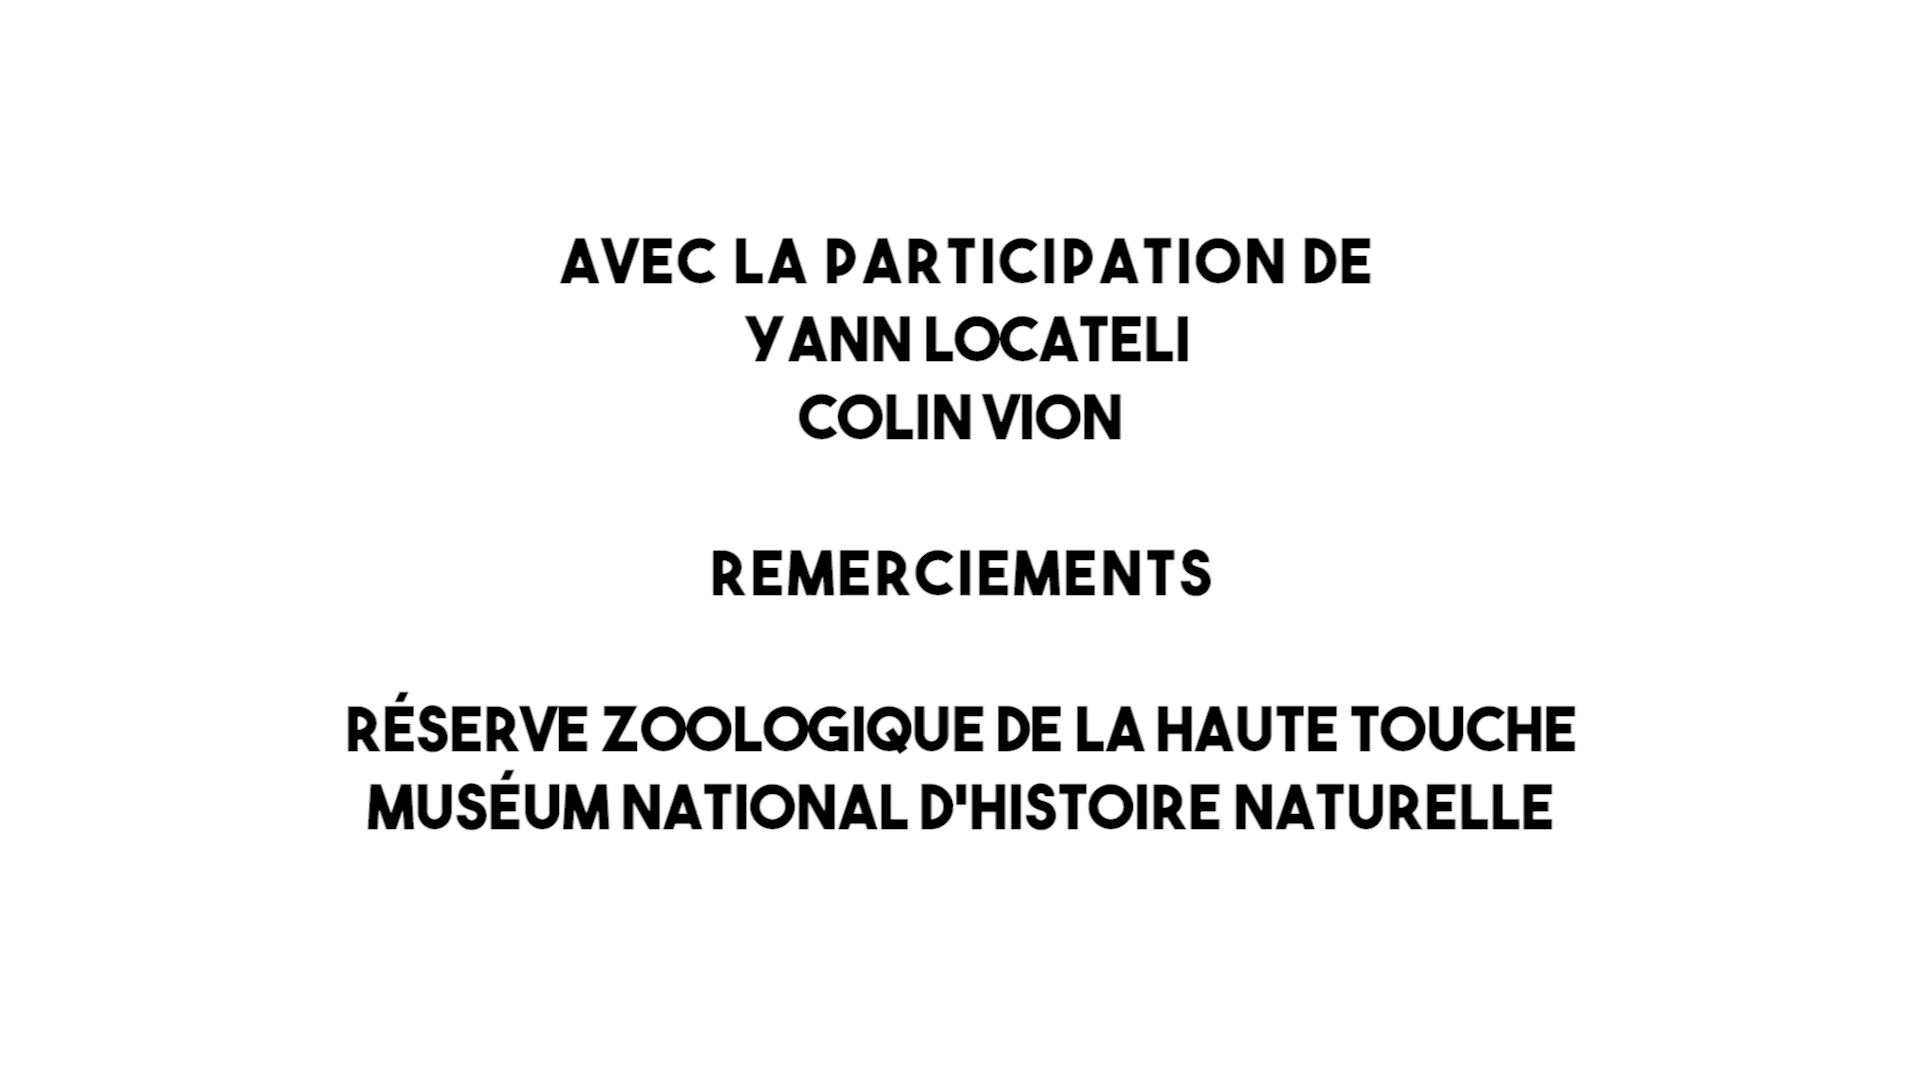 AVEC LA PARTICIPATION DE
YANN LOCATELI
COLIN VION
REMERCIEMENTS
RÉSERVE ZOOLOGIQUE DE LA HAUTE TOUCHE
MUSÉUM NATIONAL D'HISTOIRE NATURELLE